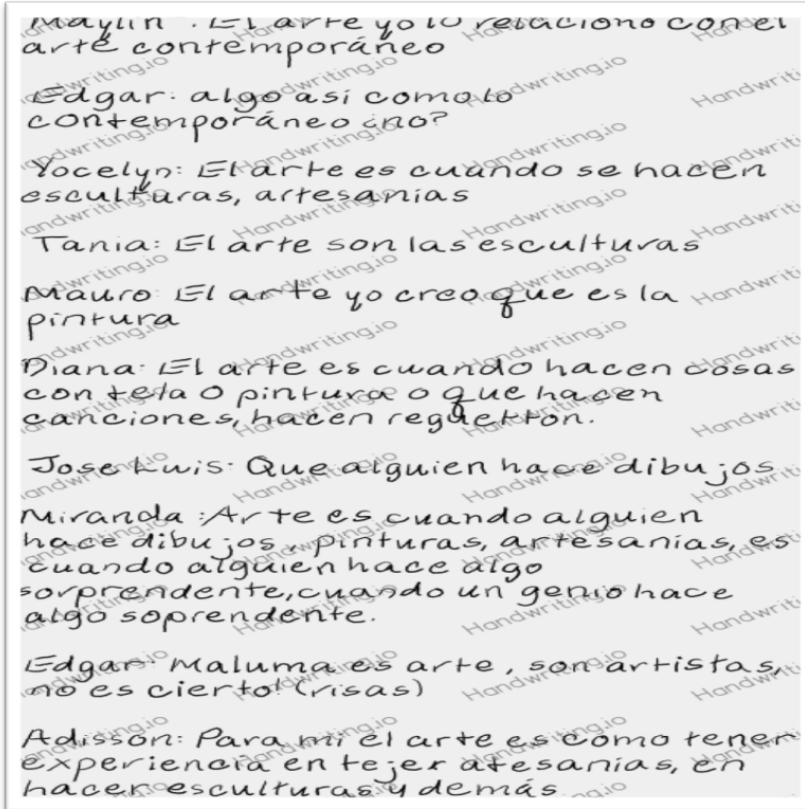 Maylin: El arte yo lo relaciono con el
arte contemporáneo
Edgar: algo asi como lo
contemporáneo ¿no?
Yocelyn: El arte es cuando se hacen
esculturas, artesanias
Tania: El arte son las esculturas
Mauro: El arte yo creo que es la
pintura
Diana: El arte es cuando hacen cosas
con tela o pintura o que hacen
canciones, hacen reguetton.
Jose Luis: Que alguien hace dibujos
Miranda: Arte es cuando alguien
hace dibujos, pinturas, artesanias, es
cuando alguien hace algo
sorprendente, cuando un genio hace
algo soprendente.
Edgar: Maluma es arte, son artistas,
no es cierto! (risas)
Adisson: Para mi el arte es como tener
experiencia en tejer atesanias, en
hacer esculturas y demás